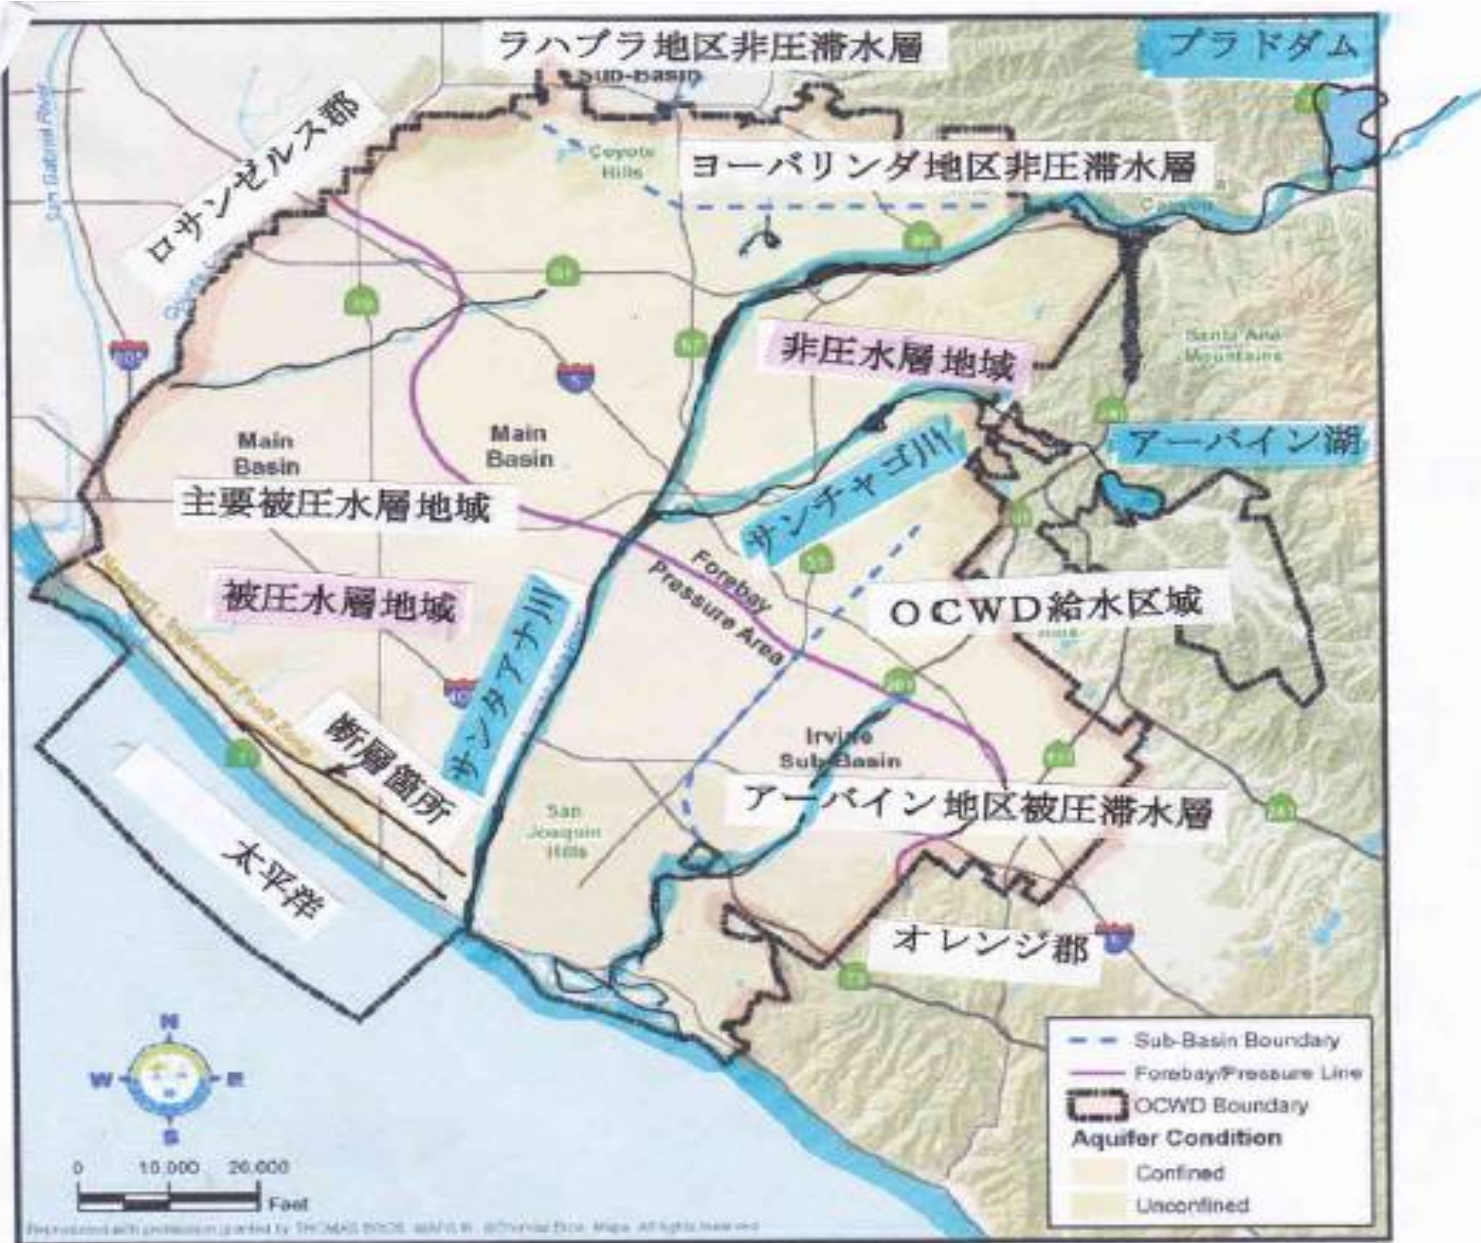 ラハブラ地区非圧滞水層
Sub-Basin
プラドダム
ロサンゼルス郡
San Gabriel River
Coyote
Hills
ヨーバリンダ地区非圧滞水層
605
5
非圧水層地域
Santa Ana
Mountains
Main
Basin
Main
Basin
主要被圧水層地域
サンチャゴ川
アーバイン湖
被圧水層地域
Forebay
Pressure Area
OCWD給水区域
サンタアナ川
断層箇所
太平洋
San
Joaquin
Hills
Irvine
Sub-Basin
アーバイン地区被圧滞水層
オレンジ郡
N
W
E
S
0 10,000 20,000
Feet
Sub-Basin Boundary
Forebay/Pressure Line
OCWD Boundary
Aquifer Condition
Confined
Unconfined